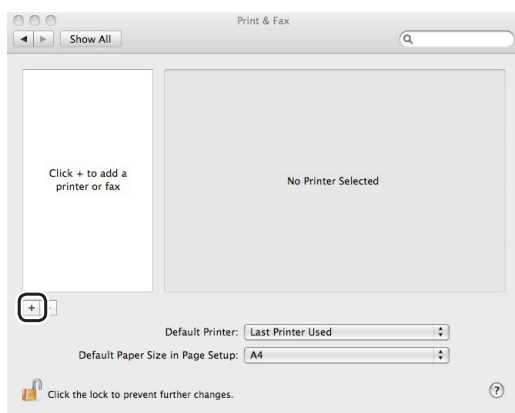 Print & Fax
Show All
Click + to add a
printer or fax
No Printer Selected
+ -
Default Printer: Last Printer Used
Default Paper Size in Page Setup: A4
Click the lock to prevent further changes.
?